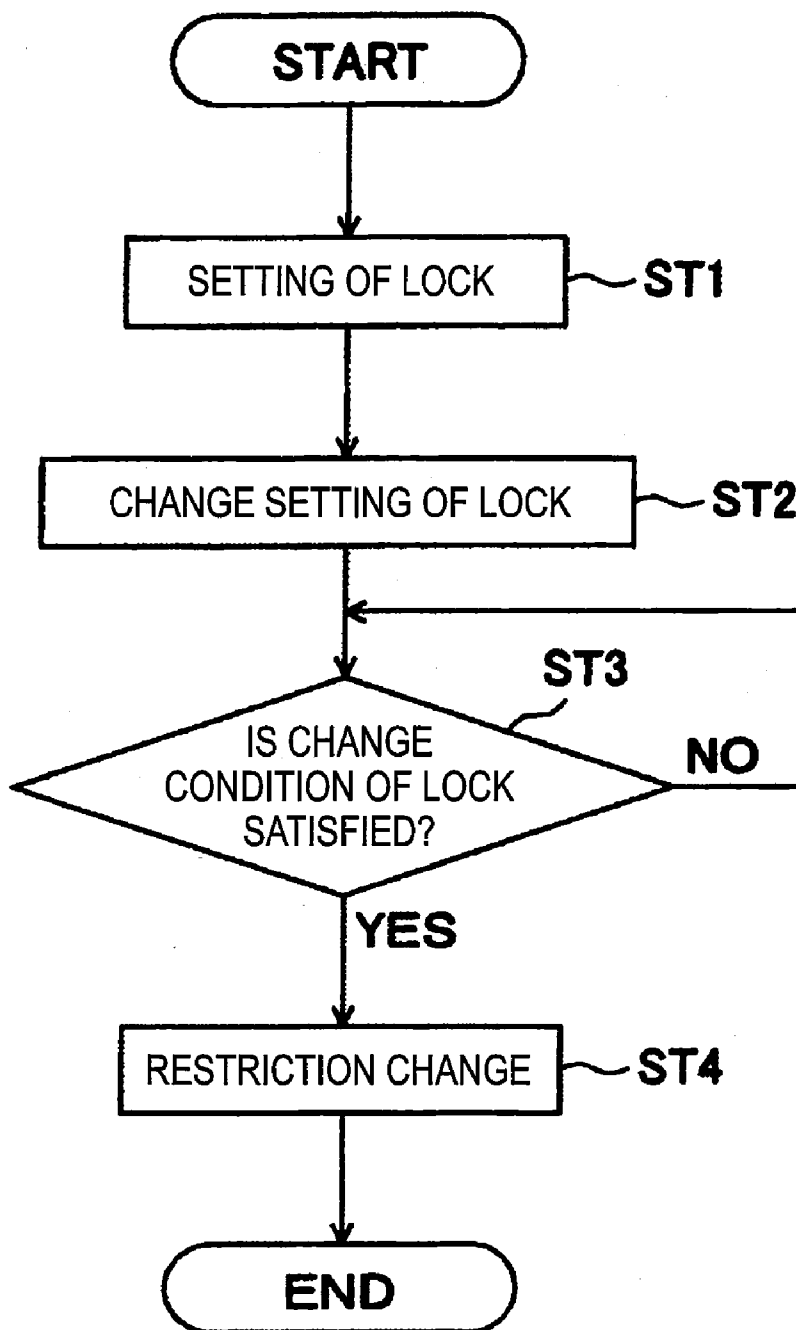 START
SETTING OF LOCK
ST1
CHANGE SETTING OF LOCK
ST2
ST3
IS CHANGE
CONDITION OF LOCK
SATISFIED?
NO
YES
RESTRICTION CHANGE
ST4
END